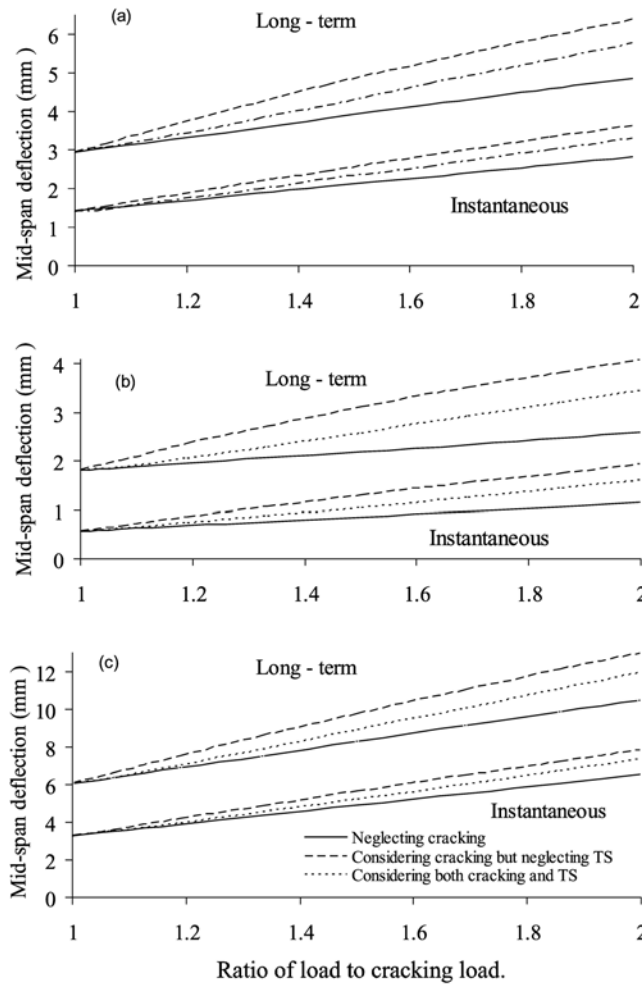 (a)
Long - term
Mid-span deflection (mm)
6
5
4
3
2
1
0
Instantaneous
1 1.2 1.4 1.6 1.8 2
(b)
Long - term
Mid-span deflection (mm )
4
3
2
1
0
Instantaneous
1 1.2 1.4 1.6 1.8 2
(c)
Long - term
Mid-span deflection (mm )
12
10
8
6
4
2
0
Instantaneous
Neglecting cracking
Considering cracking but neglecting TS
Considering both cracking and TS
1 1.2 1.4 1.6 1.8 2
Ratio of load to cracking load.